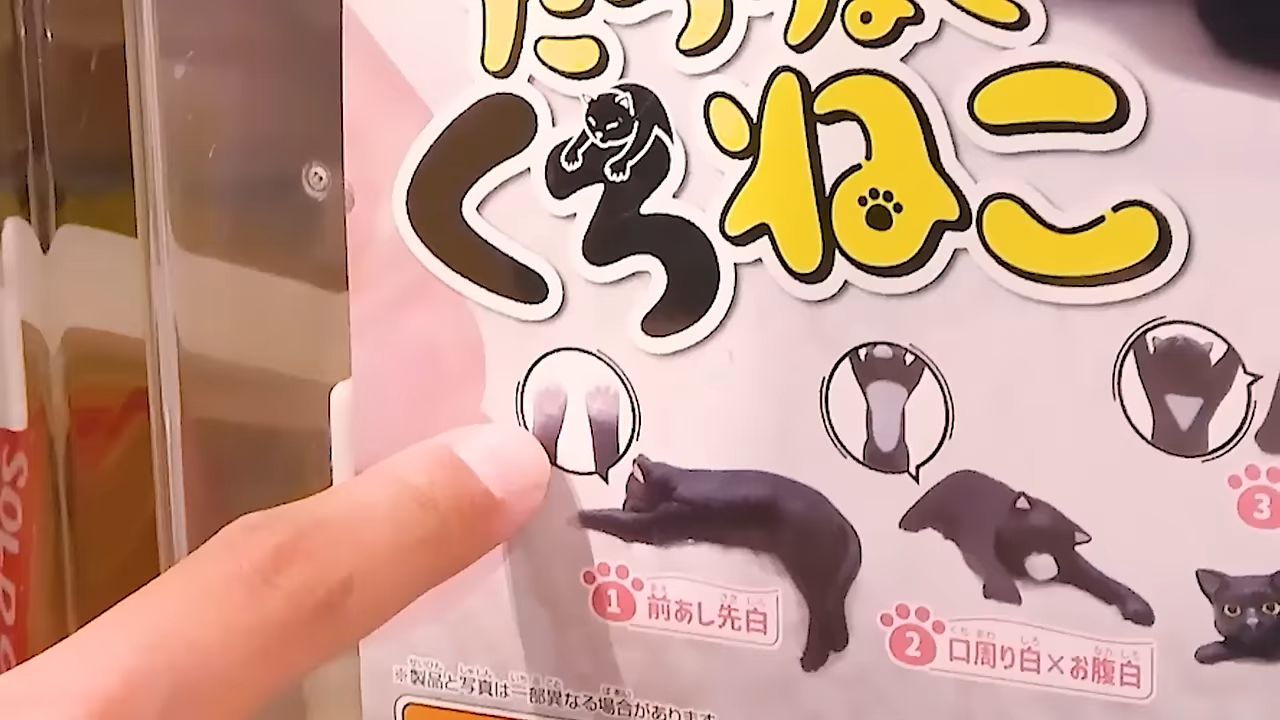 くろねこ
3
1 前あし先白
2 口周り白×お腹白
※製品と写真は一部異なる場合があります
SOLD O